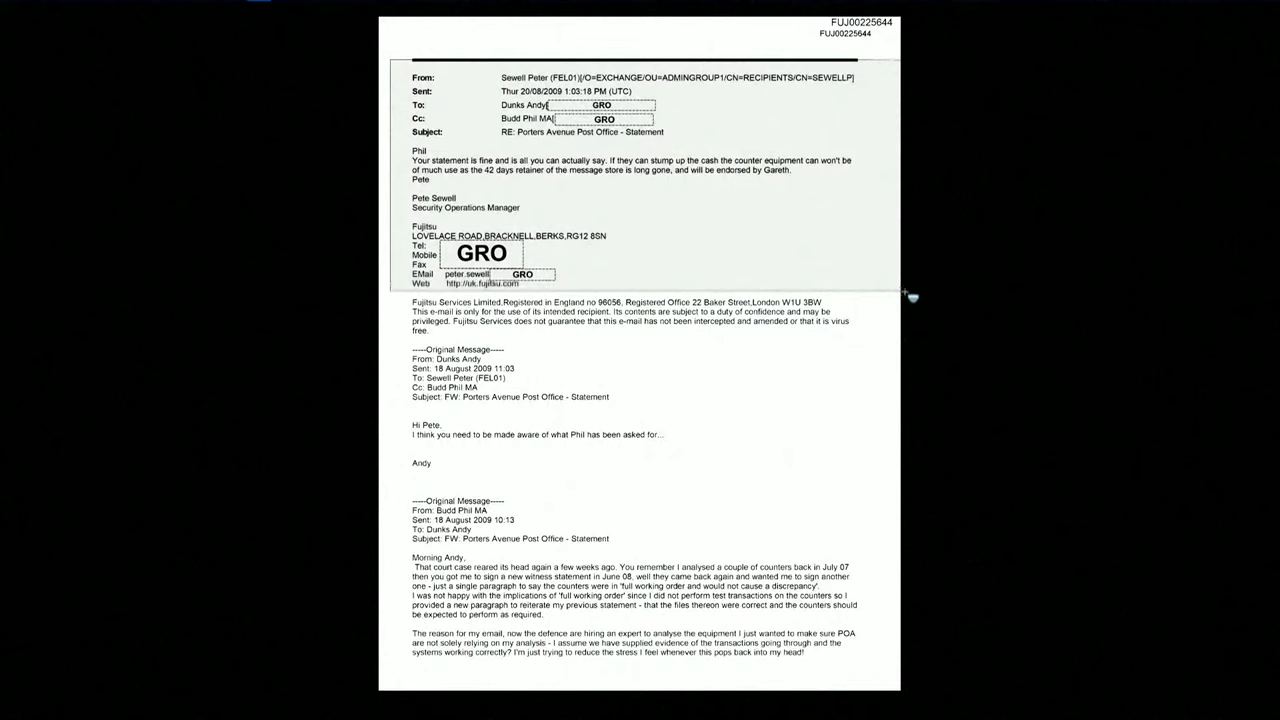 FUJ00225644
FUJ00225644
From: Sewell Peter (FEL01)[/O=EXCHANGE/OU=ADMINGROUP1/CN=RECIPIENTS/CN=SEWELLP]
Sent: Thur 20/08/2009 1:03:18 PM (UTC)
To: Dunks Andy[ GRO
Cc: Budd Phil MA[ GRO
Subject: RE: Porters Avenue Post Office - Statement
Phil
Your statement is fine and is all you can actually say. If they can stump up the cash the counter equipment can won't be
of much use as the 42 days retainer of the message store is long gone, and will be endorsed by Gareth.
Pete
Pete Sewell
Security Operations Manager
Fujitsu
LOVELACE ROAD,BRACKNELL,BERKS,RG12 8SN
Tel:
Mobile GRO
Fax
EMail peter.sewell GRO
Web http://uk.fujitsu.com
Fujitsu Services Limited,Registered in England no 96056, Registered Office 22 Baker Street,London W1U 3BW
This e-mail is only for the use of its intended recipient. Its contents are subject to a duty of confidence and may be
privileged. Fujitsu Services does not guarantee that this e-mail has not been intercepted and amended or that it is virus
free.
-----Original Message-----
From: Dunks Andy
Sent: 18 August 2009 11:03
To: Sewell Peter (FEL01)
Cc: Budd Phil MA
Subject: FW: Porters Avenue Post Office - Statement
Hi Pete,
I think you need to be made aware of what Phil has been asked for...
Andy
-----Original Message-----
From: Budd Phil MA
Sent: 18 August 2009 10:13
To: Dunks Andy
Subject: FW: Porters Avenue Post Office - Statement
Morning Andy,
That court case reared its head again a few weeks ago. You remember I analysed a couple of counters back in July 07
then you got me to sign a new witness statement in June 08, well they came back again and wanted me to sign another
one - just a single paragraph to say the counters were in 'full working order and would not cause a discrepancy'.
I was not happy with the implications of 'full working order' since I did not perform test transactions on the counters so I
provided a new paragraph to reiterate my previous statement - that the files thereon were correct and the counters should
be expected to perform as required.
The reason for my email, now the defence are hiring an expert to analyse the equipment I just wanted to make sure POA
are not solely relying on my analysis - I assume we have supplied evidence of the transactions going through and the
systems working correctly? I'm just trying to reduce the stress I feel whenever this pops back into my head!